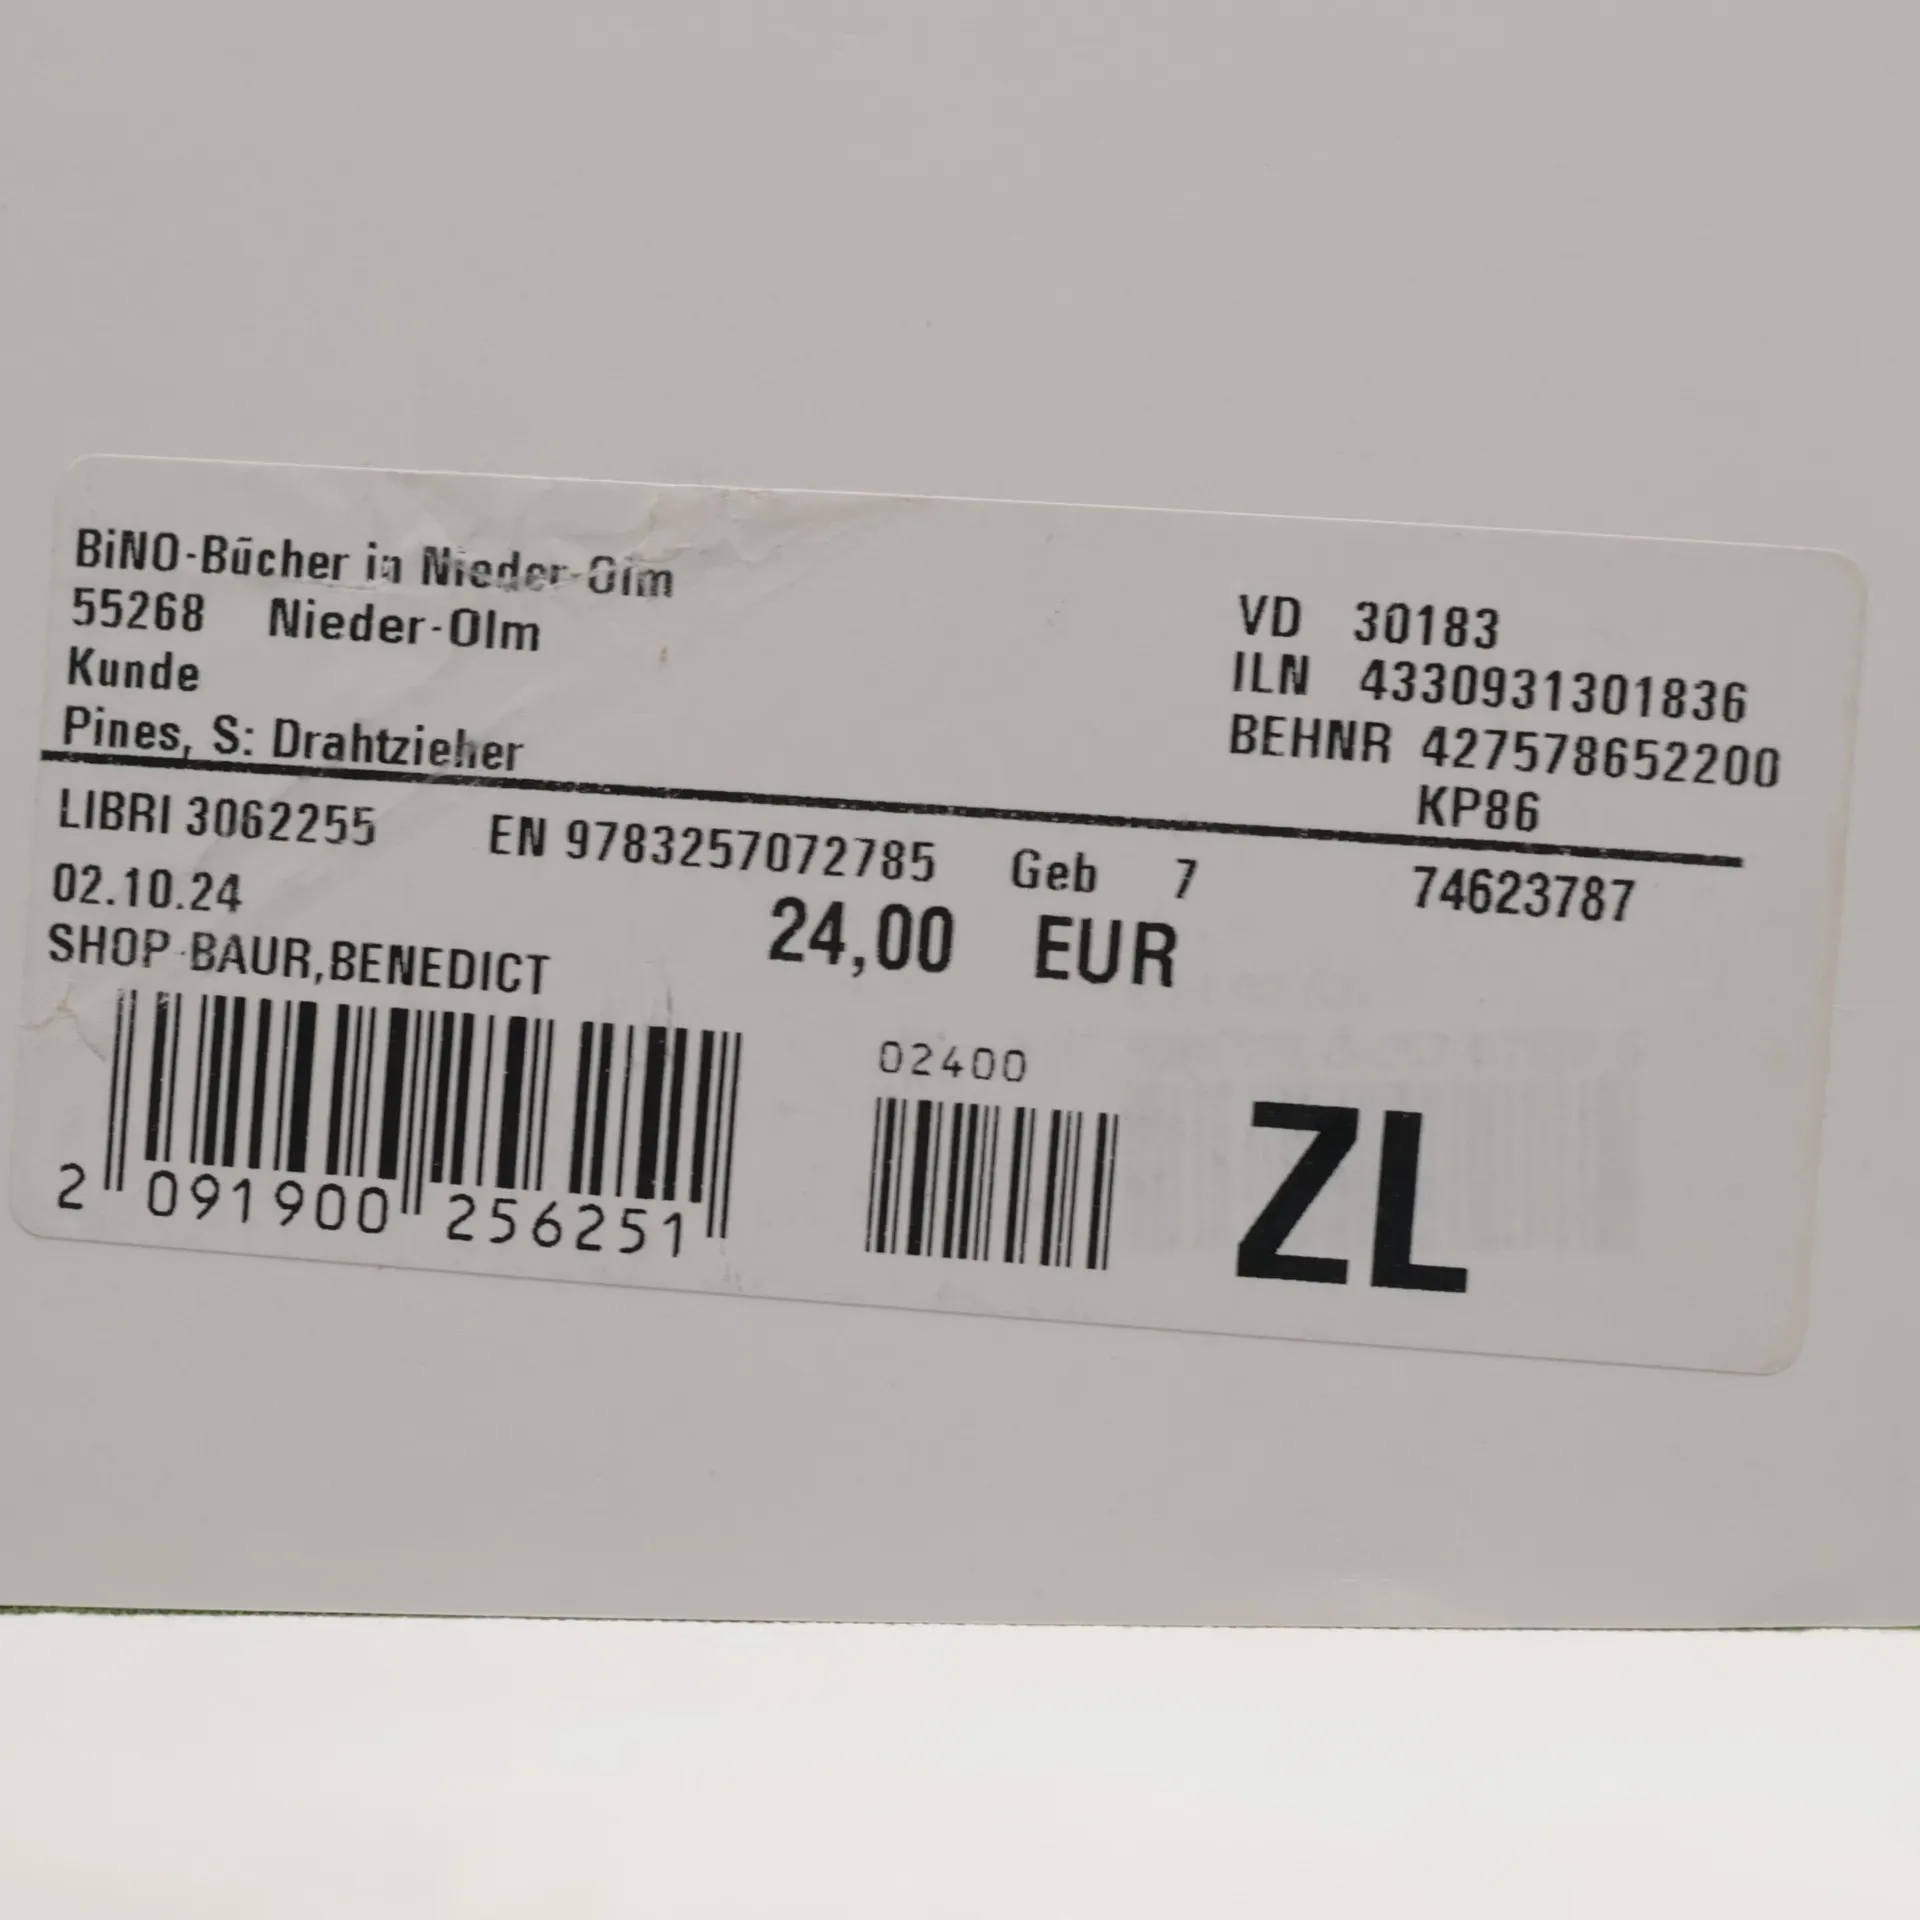 BiNO-Bücher in Nieder-Olm
55268 Nieder-Olm
Kunde
Pines, S: Drahtzieher
VD 30183
ILN 4330931301836
BEHNR 427578652200
KP86
LIBRI 3062255 EN 9783257072785 Geb 7 74623787
02.10.24 24,00 EUR
SHOP-BAUR,BENEDICT
02400
ZL
2 091900 256251